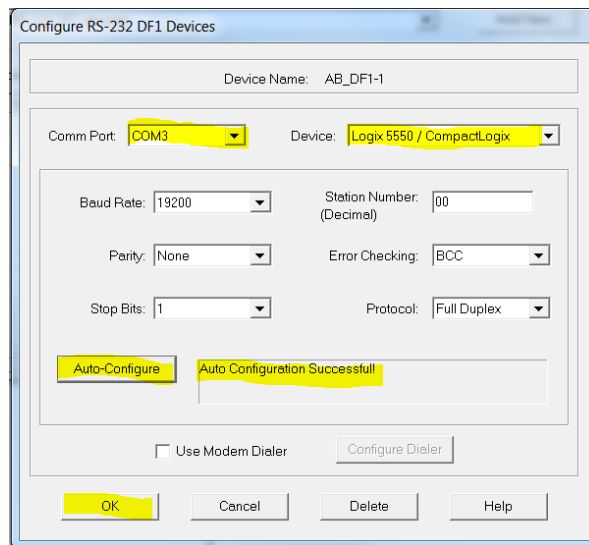 Configure RS-232 DF1 Devices
Device Name: AB_DF1-1
Comm Port: COM3 Device: Logix 5550 / CompactLogix
Baud Rate: 19200 Station Number: 00
(Decimal)
Parity: None Error Checking: BCC
Stop Bits: 1 Protocol: Full Duplex
Auto-Configure Auto Configuration Successful!
Use Modem Dialer Configure Dialer
OK Cancel Delete Help